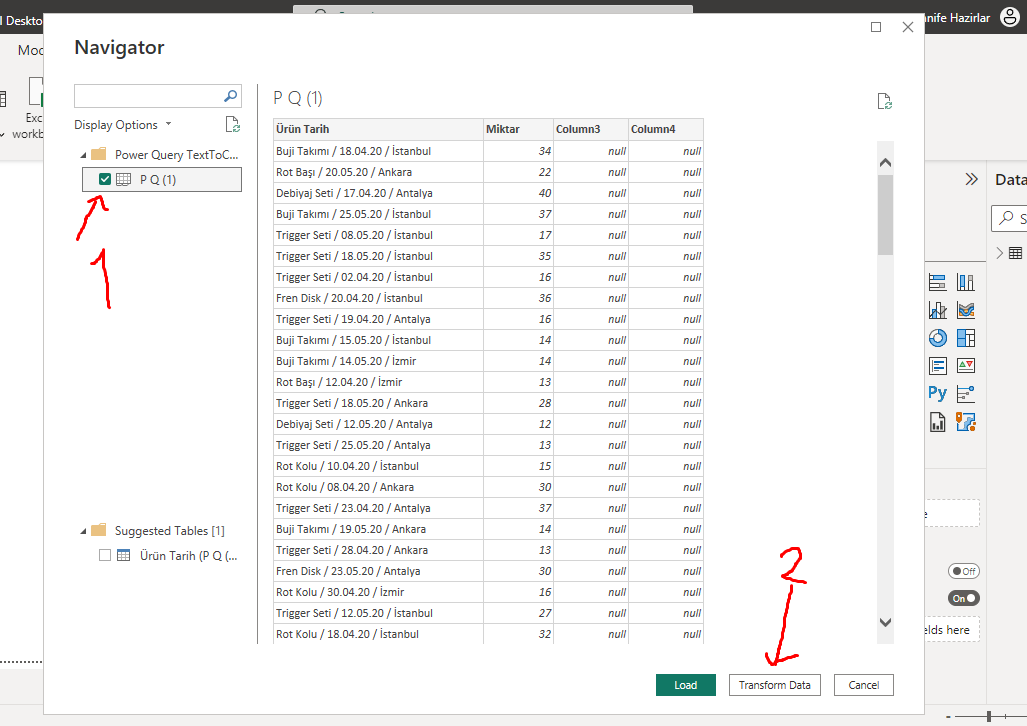 l Desktop
nnife Hazirlar
Mod
Exc
workb
Navigator
Display Options
Power Query TextToC...
P Q (1)
1
Suggested Tables [1]
Ürün Tarih (P Q (...
P Q (1)
Ürün Tarih Miktar Column3 Column4
Buji Takımı / 18.04.20 / İstanbul 34 null null
Rot Başı / 20.05.20 / Ankara 22 null null
Debiyaj Seti / 17.04.20 / Antalya 40 null null
Buji Takımı / 25.05.20 / İstanbul 37 null null
Trigger Seti / 08.05.20 / İstanbul 17 null null
Trigger Seti / 18.05.20 / İstanbul 35 null null
Trigger Seti / 02.04.20 / İstanbul 16 null null
Fren Disk / 20.04.20 / İstanbul 36 null null
Trigger Seti / 19.04.20 / Antalya 16 null null
Buji Takımı / 15.05.20 / İstanbul 14 null null
Buji Takımı / 14.05.20 / İzmir 14 null null
Rot Başı / 12.04.20 / İzmir 13 null null
Trigger Seti / 18.05.20 / Ankara 28 null null
Debiyaj Seti / 12.05.20 / Antalya 12 null null
Trigger Seti / 25.05.20 / Antalya 13 null null
Rot Kolu / 10.04.20 / İstanbul 15 null null
Rot Kolu / 08.04.20 / Ankara 30 null null
Trigger Seti / 23.04.20 / Antalya 37 null null
Buji Takımı / 19.05.20 / Ankara 14 null null
Trigger Seti / 28.04.20 / Ankara 13 null null
Fren Disk / 23.05.20 / Antalya 30 null null
Rot Kolu / 30.04.20 / İzmir 16 null null
Trigger Seti / 12.05.20 / İstanbul 27 null null
Rot Kolu / 18.04.20 / İstanbul 32 null null
2
Load
Transform Data
Cancel
Data
S
Py
e
Off
On
elds here